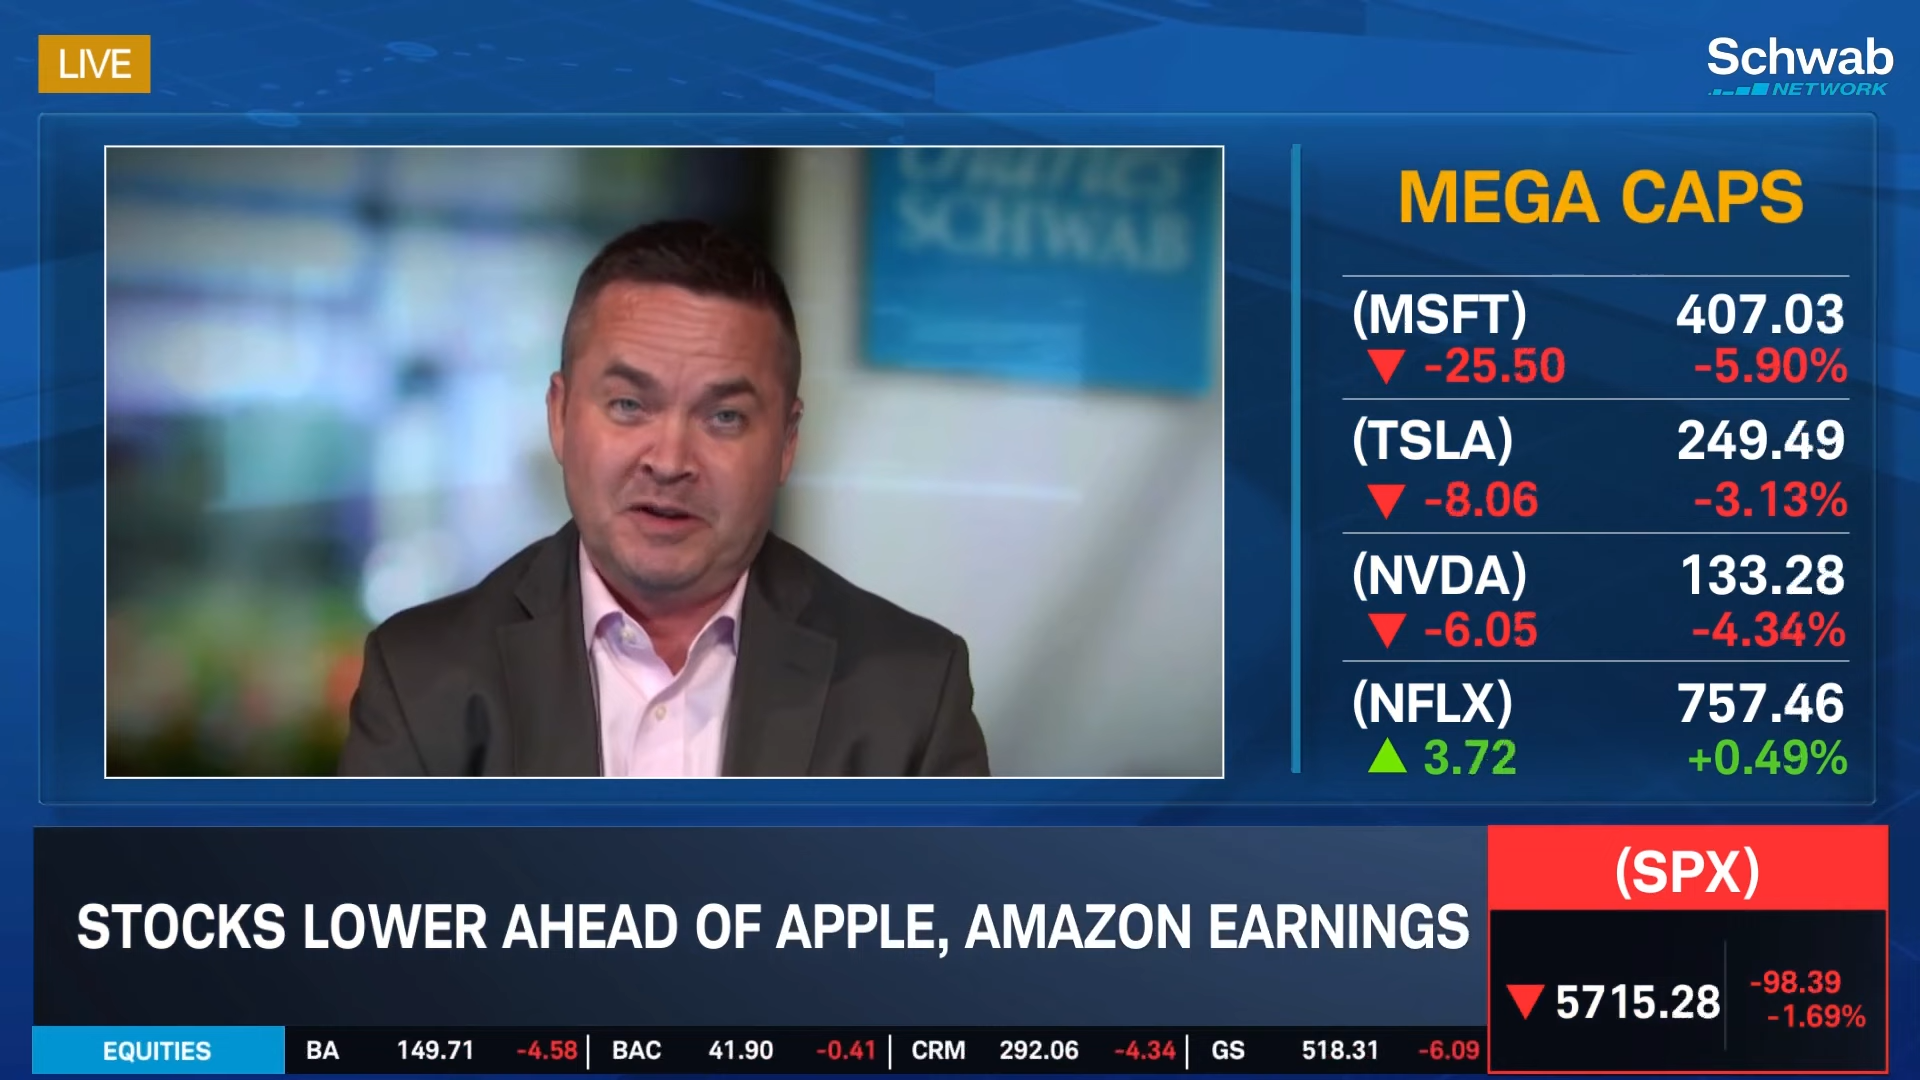 LIVE
Schwab
NETWORK
Charles
SCHWAB
MEGA CAPS
(MSFT) 407.03
▼ -25.50 -5.90%
(TSLA) 249.49
▼ -8.06 -3.13%
(NVDA) 133.28
▼ -6.05 -4.34%
(NFLX) 757.46
▲ 3.72 +0.49%
STOCKS LOWER AHEAD OF APPLE, AMAZON EARNINGS
(SPX)
▼ 5715.28 -98.39
-1.69%
EQUITIES BA 149.71 -4.58 | BAC 41.90 -0.41 | CRM 292.06 -4.34 | GS 518.31 -6.09